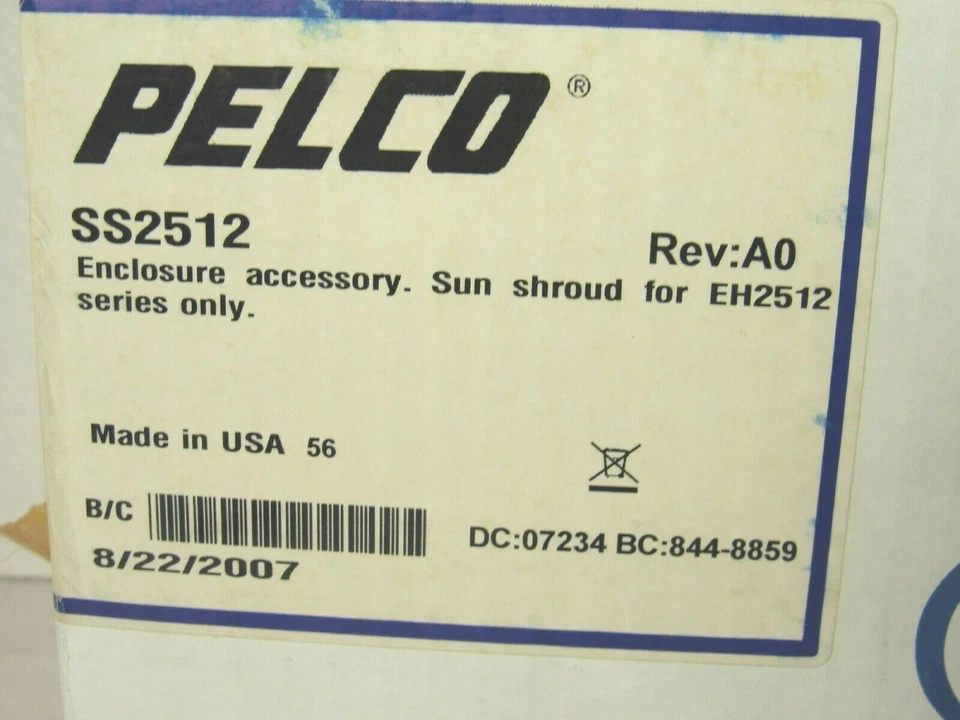 PELCO®
SS2512
Rev:A0
Enclosure accessory. Sun shroud for EH2512
series only.
Made in USA 56
B/C
DC:07234 BC:844-8859
8/22/2007